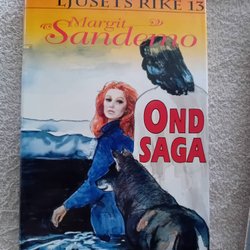 LJUSETS RIKE 13
Margit
Sandemo
OND
SAGA